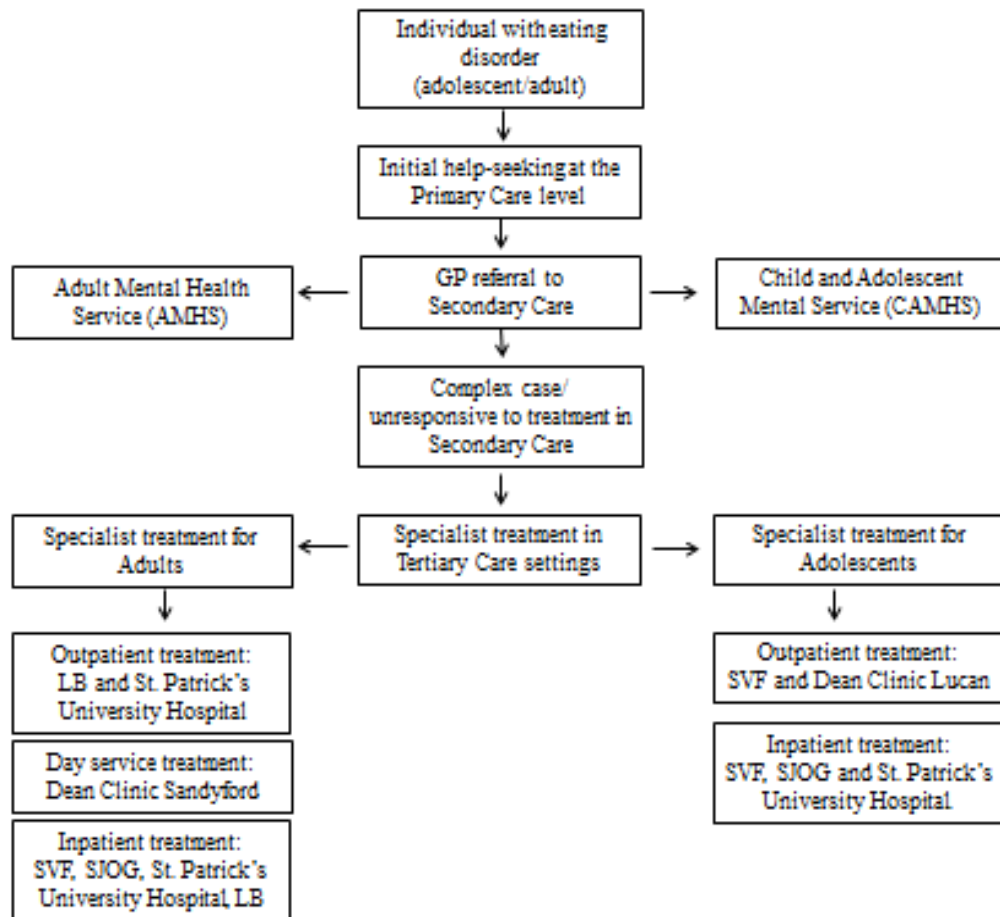 Individual witheating
disorder
(adolescent/adult)
Initial help-seekingat the
Primary Care level
Adult Mental Health
Service (AMHS)
GP referral to
Secondary Care
Child and Adolescent
Mental Service (CAMHS)
Complex case/
unresponsive to treatment in
Secondary Care
Specialist treatment for
Adults
Specialist treatment in
Tertiary Care settings
Specialist treatment for
Adolescents
Outpatient treatment:
LB and St. Patrick's
University Hospital
Day service treatment:
Dean Clinic Sandyford
Inpatient treatment:
SVF, SJOG, St. Patrick's
University Hospital, LB
Outpatient treatment:
SVF and Dean Clinic Lucan
Inpatient treatment:
SVF, SJOG and St. Patrick's
University Hospital.